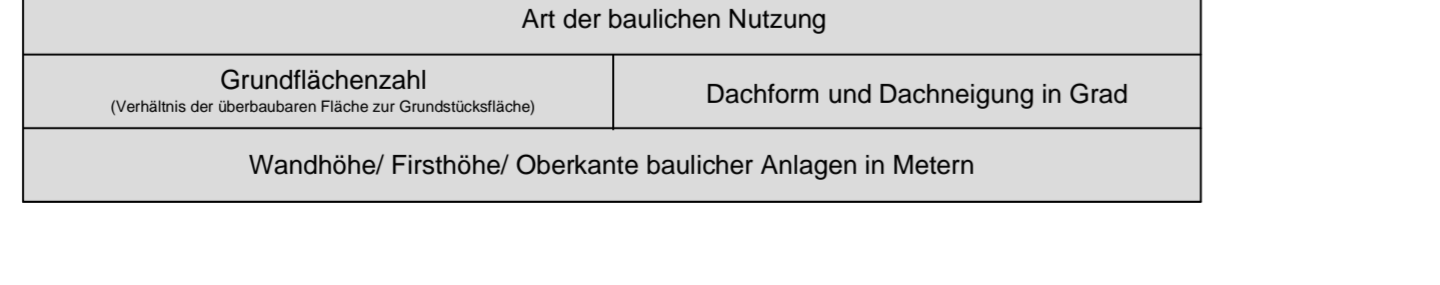 Art der baulichen Nutzung
Grundflächenzahl
(Verhältnis der überbaubaren Fläche zur Grundstücksfläche)
Dachform und Dachneigung in Grad
Wandhöhe/ Firsthöhe/ Oberkante baulicher Anlagen in Metern